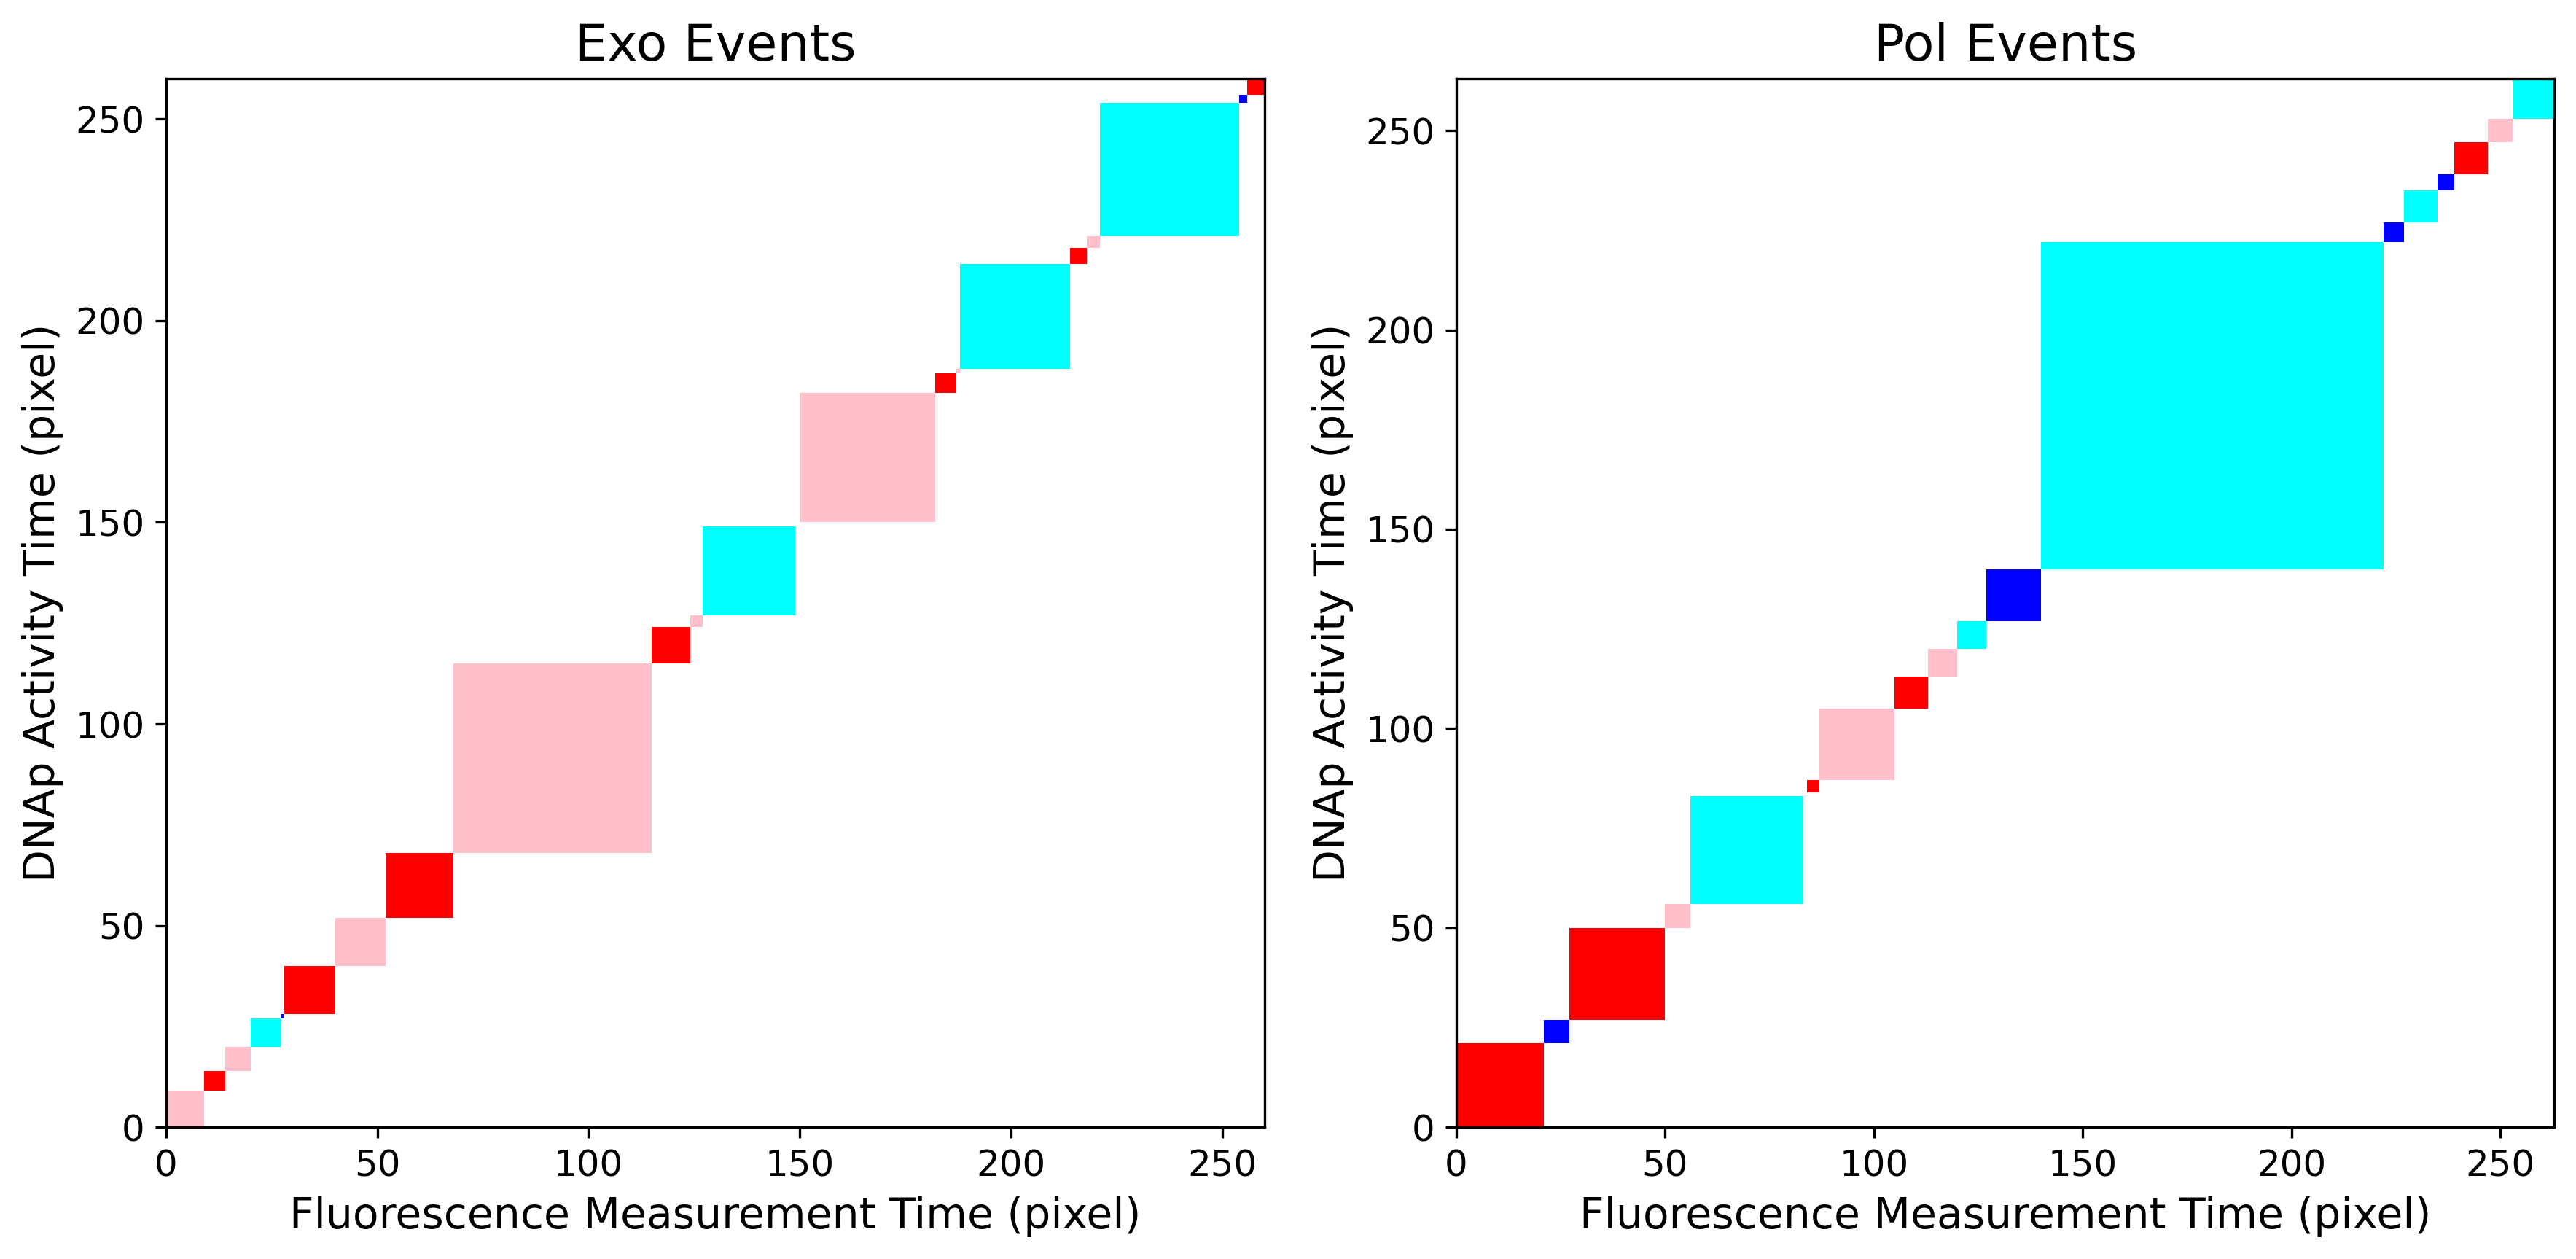 Exo Events
DNAp Activity Time (pixel)
250
200
150
100
50
0
0 50 100 150 200 250
Fluorescence Measurement Time (pixel)
Pol Events
DNAp Activity Time (pixel)
250
200
150
100
50
0
0 50 100 150 200 250
Fluorescence Measurement Time (pixel)